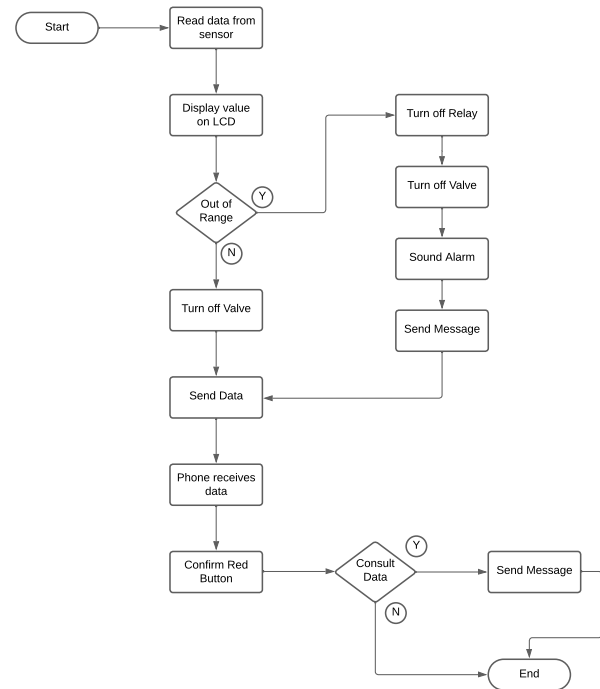 Start
Read data from
sensor
Display value
on LCD
Turn off Relay
Turn off Valve
Out of
Range
Y
N
Sound Alarm
Turn off Valve
Send Message
Send Data
Phone receives
data
Confirm Red
Button
Consult
Data
Y
N
Send Message
End